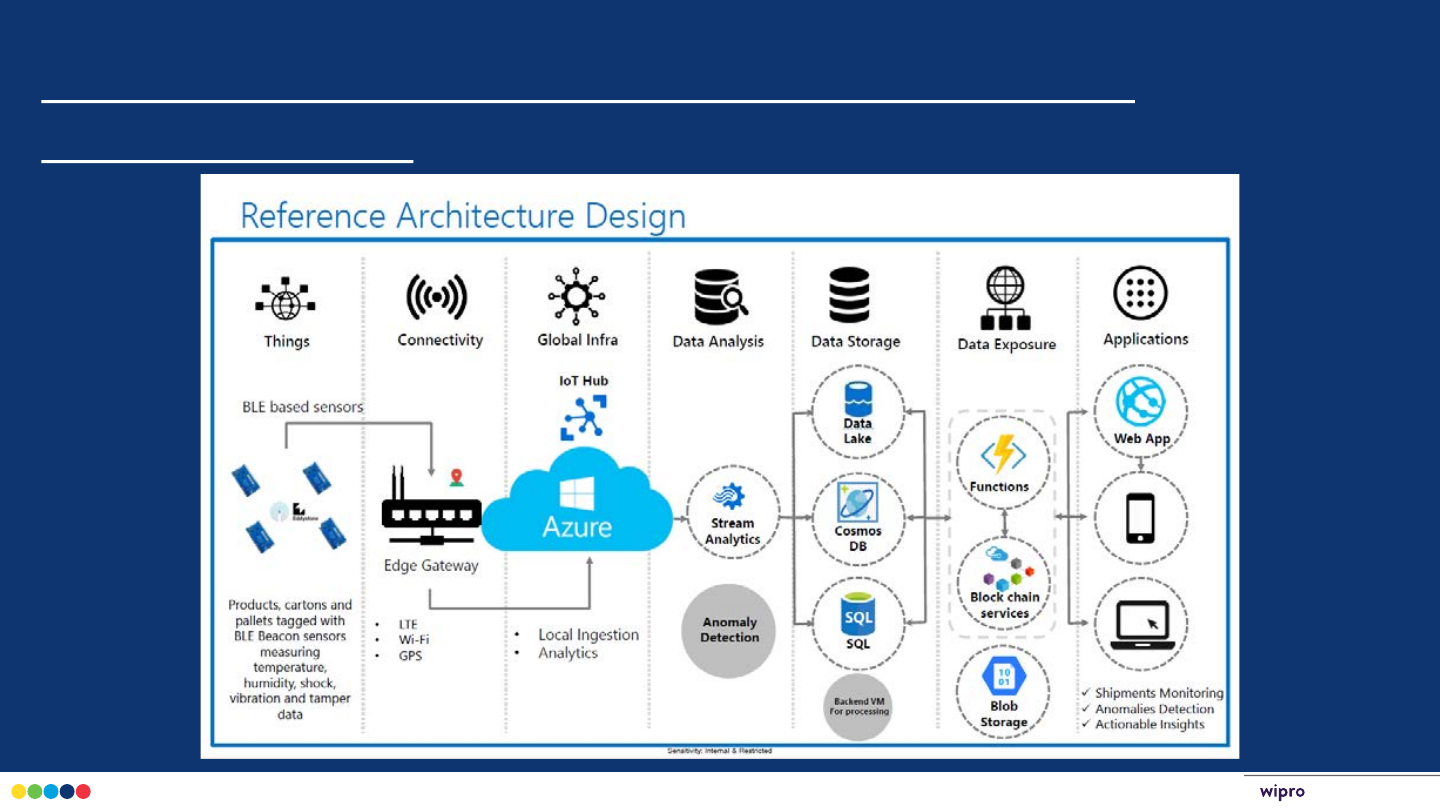 Reference Architecture Design
Things
Connectivity
Global Infra
Data Analysis
Data Storage
Data Exposure
Applications
BLE based sensors
Eddystone
Products, cartons and
pallets tagged with
BLE Beacon sensors
measuring
temperature,
humidity, shock,
vibration and tamper
data
Edge Gateway
• LTE
• Wi-Fi
• GPS
IoT Hub
Azure
• Local Ingestion
• Analytics
Stream
Analytics
Anomaly
Detection
Data
Lake
Cosmos
DB
SQL
SQL
Backend VM
For processing
Functions
Block chain
services
10
01
Blob
Storage
Web App
✓ Shipments Monitoring
✓ Anomalies Detection
✓ Actionable Insights
Sensitivity: Internal & Restricted
wipro